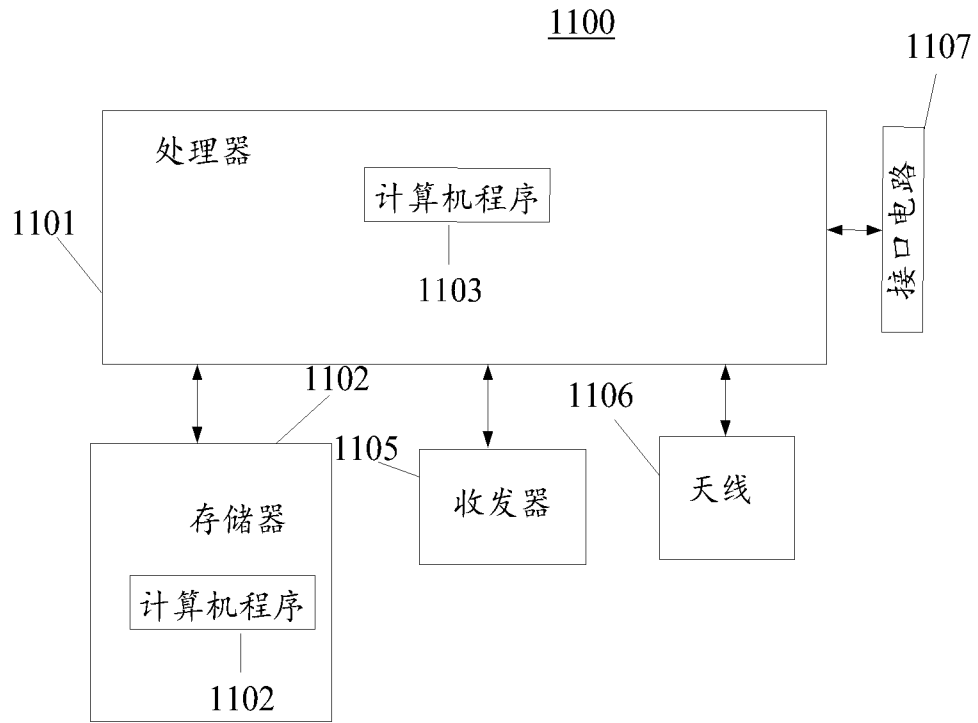 1100
1107
处理器
计算机程序
接口电路
1101
1103
1102
1106
1105
存储器
收发器
天线
计算机程序
1102